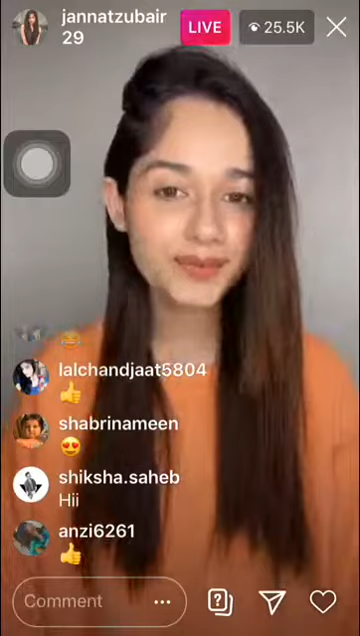 jannatzubair
29
LIVE
25.5K
lalchandjaat5804
shabrinameen
shiksha.saheb
Hii
anzi6261
Comment